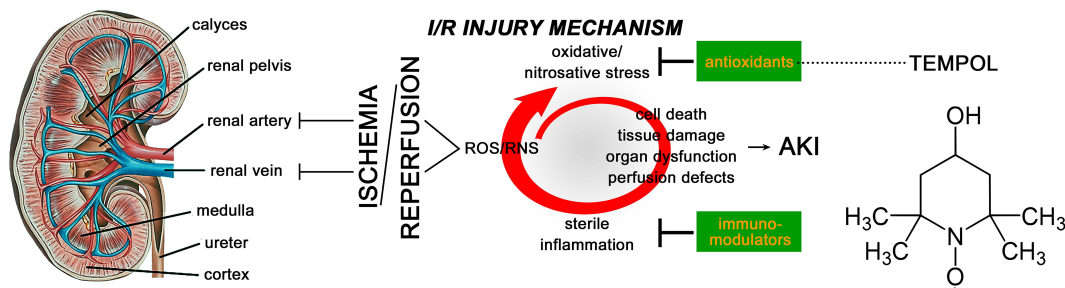 calyces
renal pelvis
renal artery
renal vein
medulla
ureter
cortex
ISCHEMIA
REPERFUSION
I/R INJURY MECHANISM
oxidative/
nitrosative stress
ROS/RNS
cell death
tissue damage
organ dysfunction
perfusion defects
sterile
inflammation
antioxidants
immuno-
modulators
AKI
TEMPOL
OH
H₃C
CH₃
H₃C
CH₃
N
O